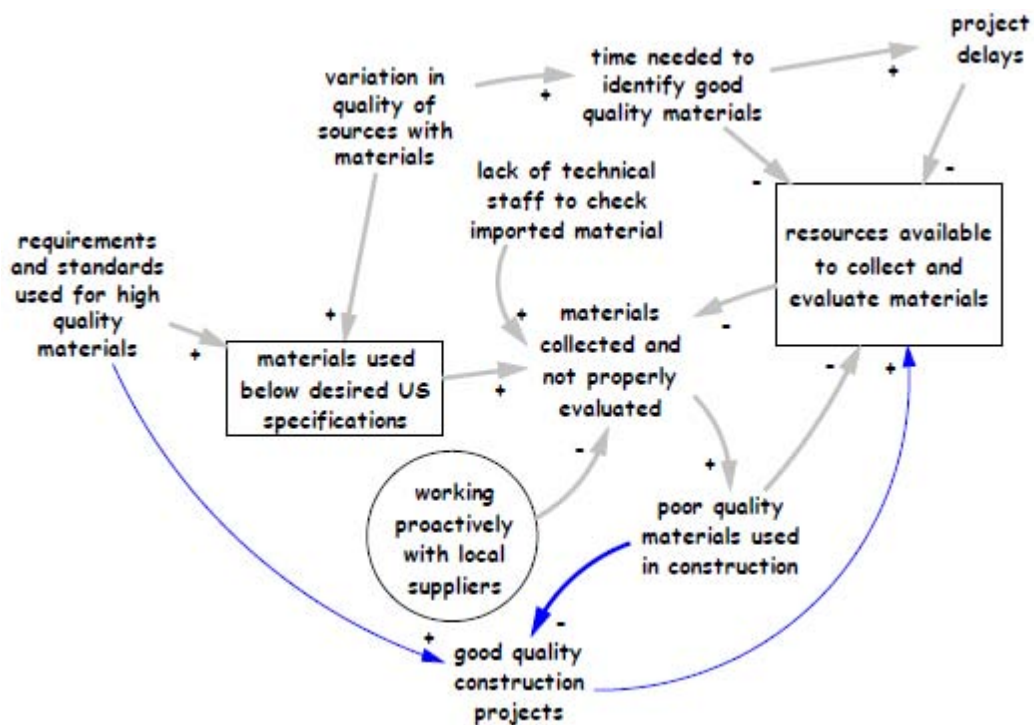 project
delays
time needed to
identify good
quality materials
+
+
variation in
quality of
sources with
materials
lack of technical
staff to check
imported material
-
-
resources available
to collect and
evaluate materials
requirements
and standards
used for high
quality
materials
+
+
materials
collected and
not properly
evaluated
-
+
materials used
below desired US
specifications
+
-
+
-
+
working
proactively
with local
suppliers
poor quality
materials used
in construction
+
-
good quality
construction
projects